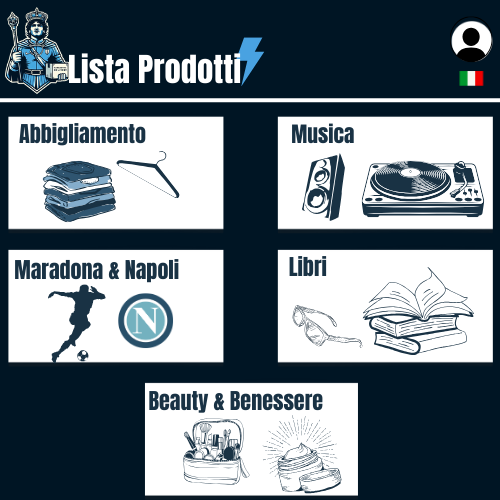 Lista Prodotti
Abbigliamento
Musica
Maradona & Napoli
N
Libri
Beauty & Benessere